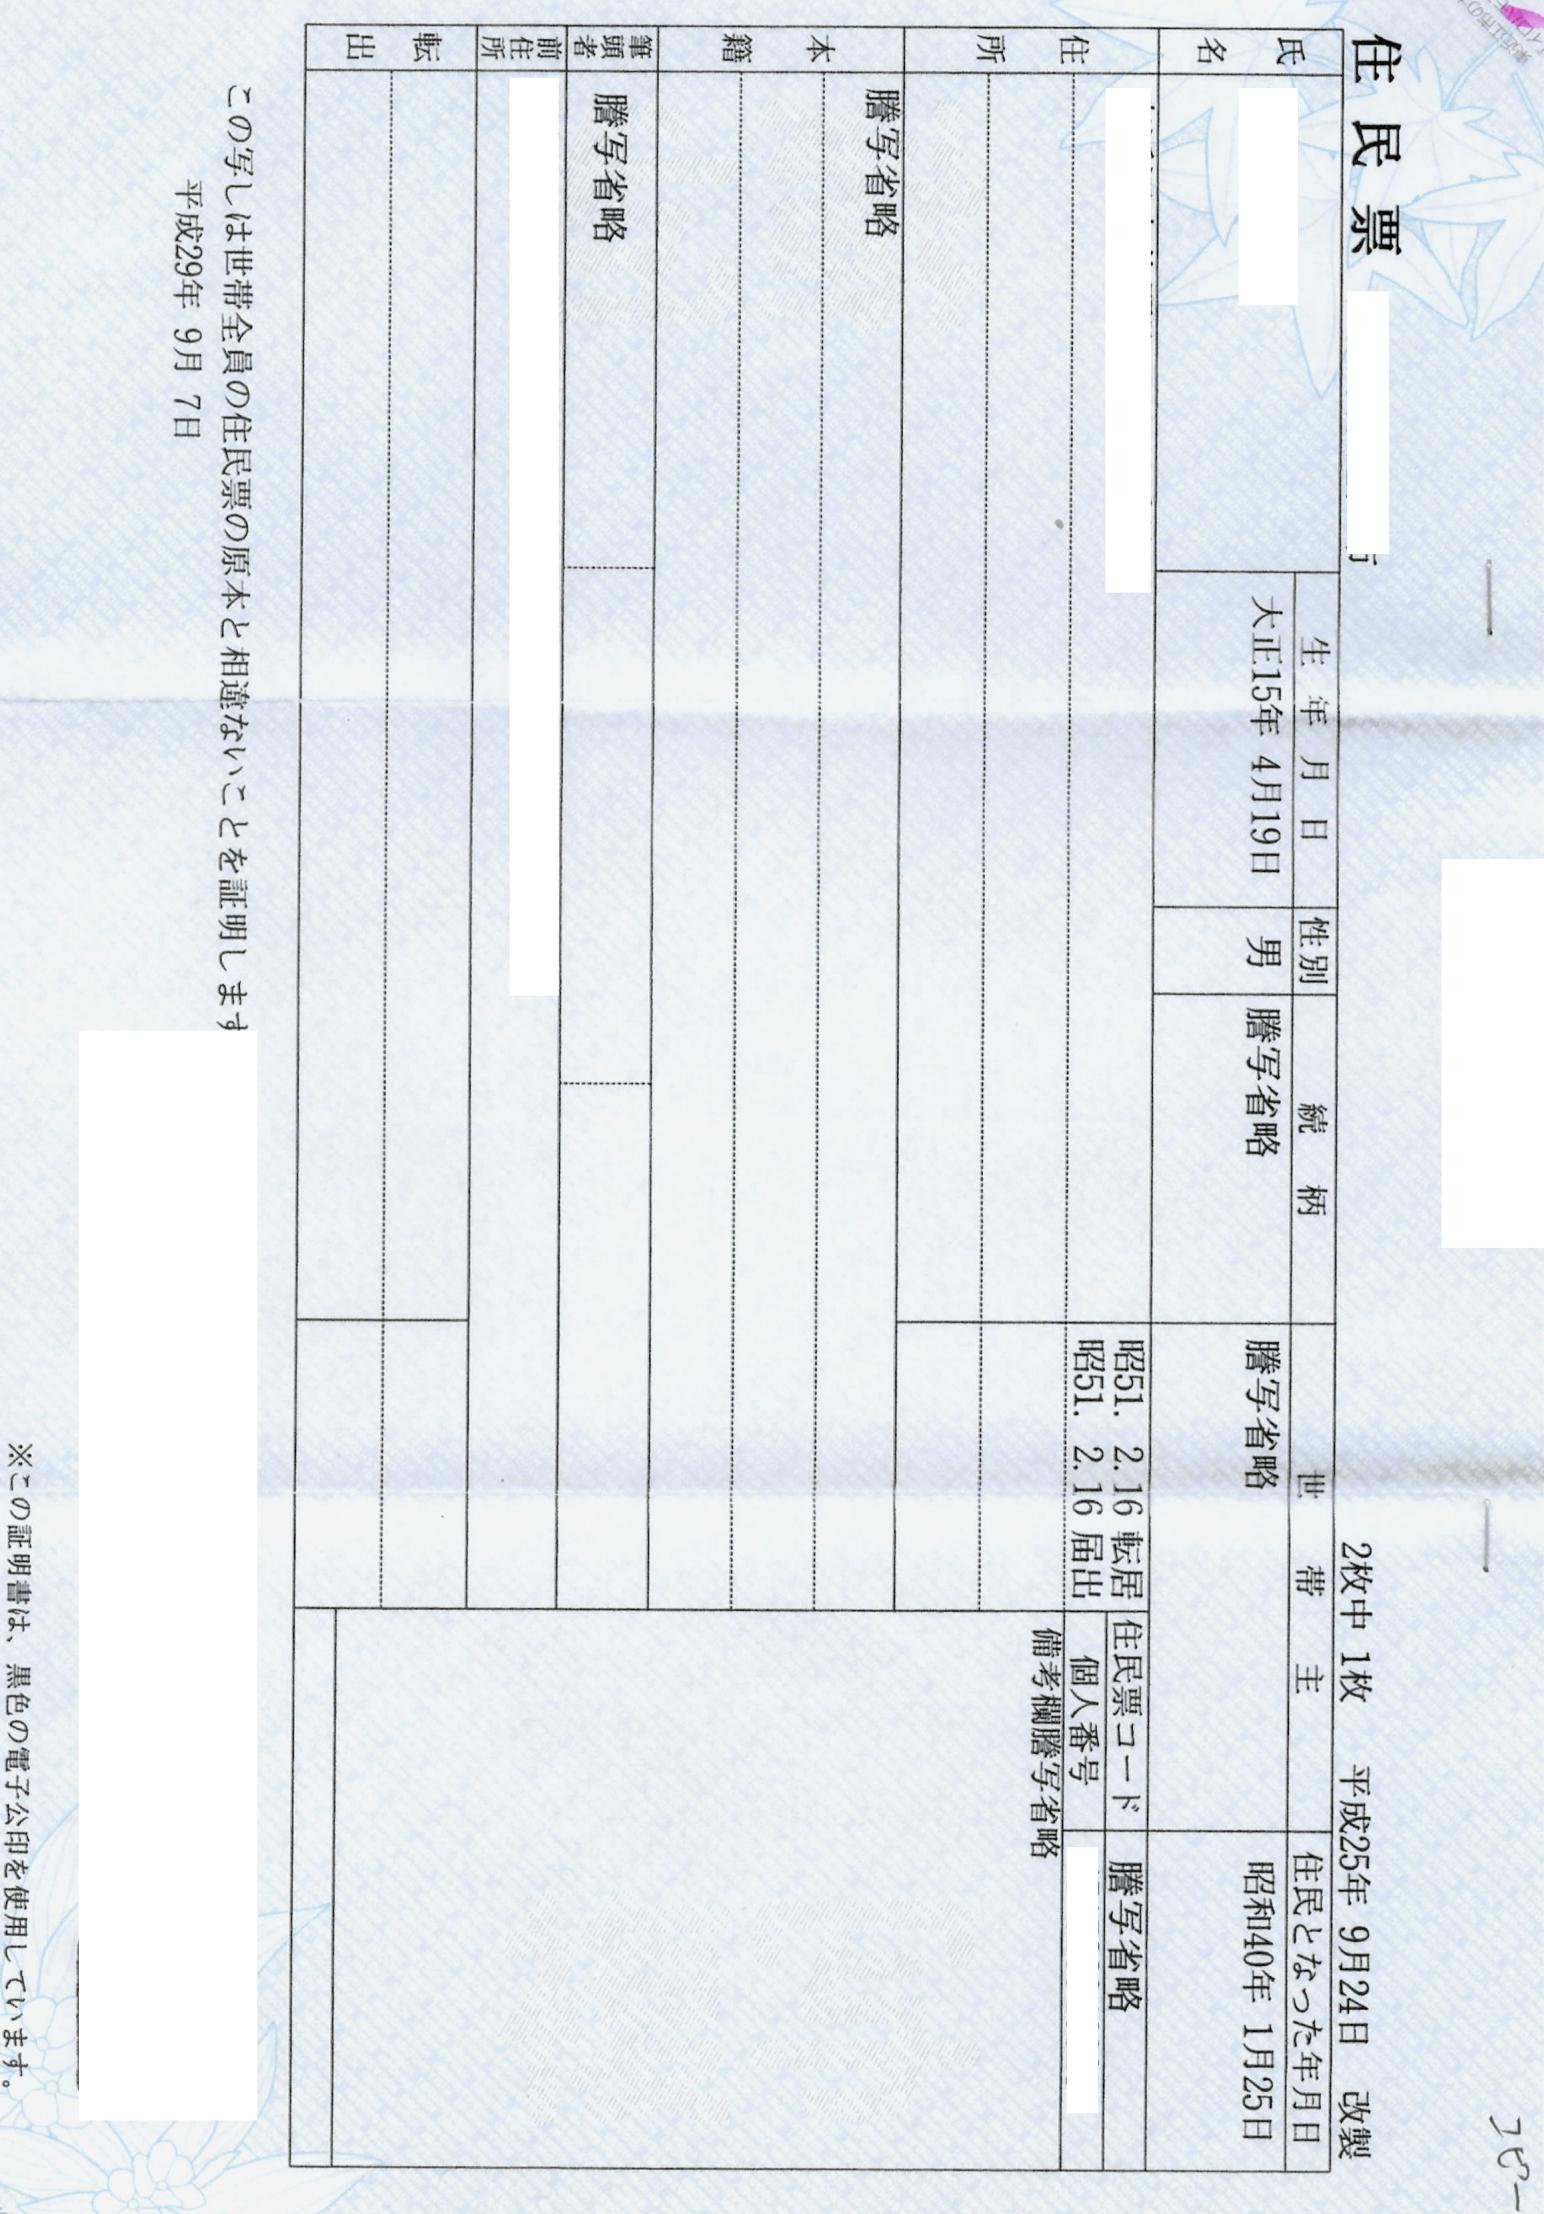 コピー
住民票
2枚中 1枚 平成25年 9月24日 改製
氏名
生年月日 性別 続柄 世帯主 住民となった年月日
大正15年 4月19日 男 謄写省略 謄写省略 昭和40年 1月25日
住所
昭51. 2.16 転居
昭51. 2.16 届出
住民票コード 謄写省略
個人番号
備考欄謄写省略
本籍 謄写省略
筆頭者 謄写省略
前住所
転出
この写しは世帯全員の住民票の原本と相違ないことを証明します
平成29年 9月 7日
※この証明書は、黒色の電子公印を使用しています。